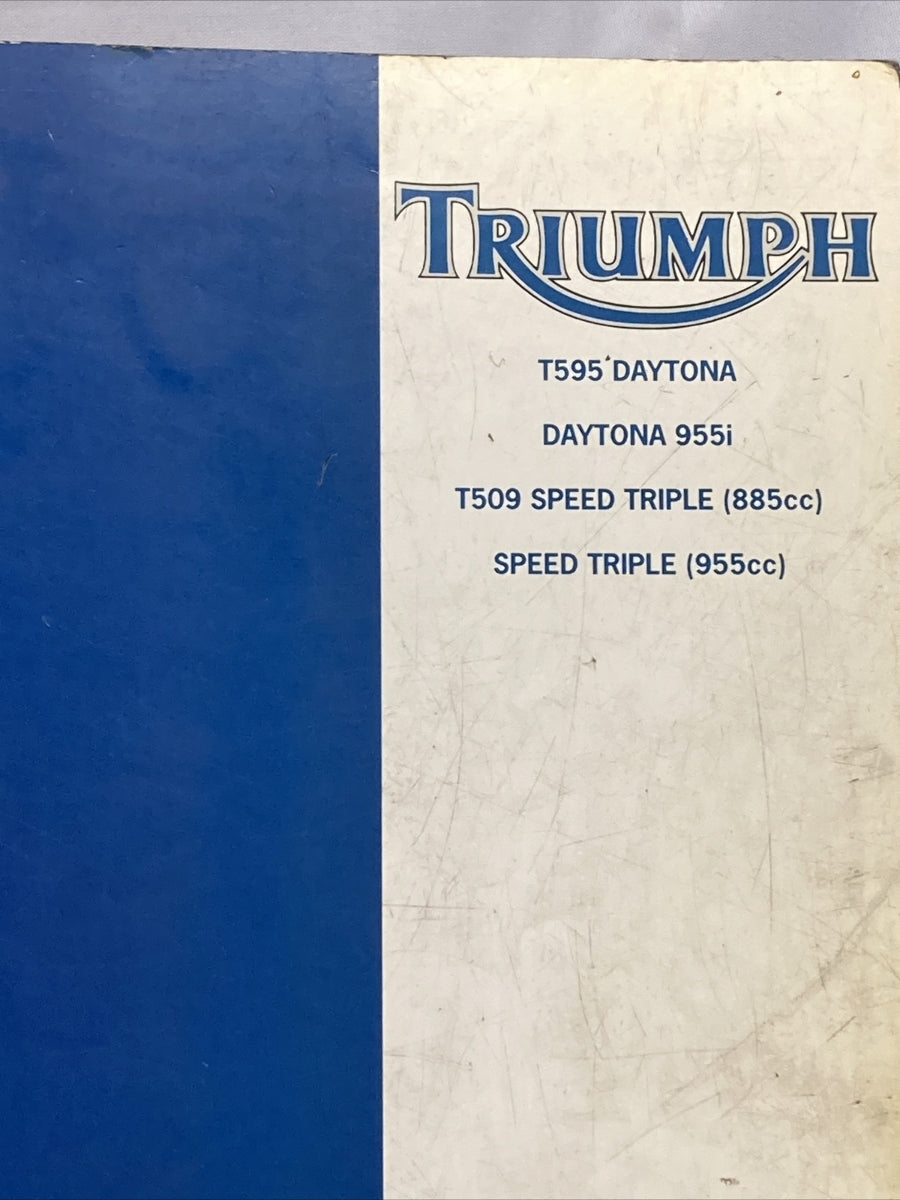 TRIUMPH
T595 DAYTONA
DAYTONA 955i
T509 SPEED TRIPLE (885cc)
SPEED TRIPLE (955cc)